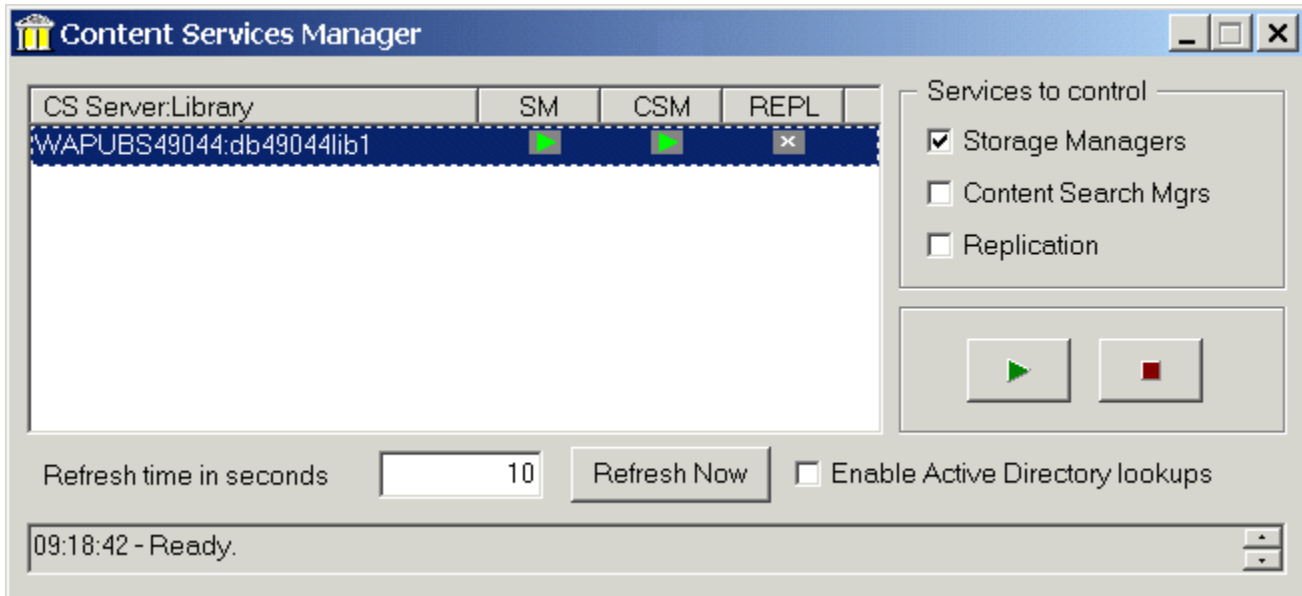 Content Services Manager
CS Server:Library SM CSM REPL
WAPUBS49044:db49044lib1
Services to control
Storage Managers
Content Search Mgrs
Replication
Refresh time in seconds 10 Refresh Now Enable Active Directory lookups
09:18:42 - Ready.